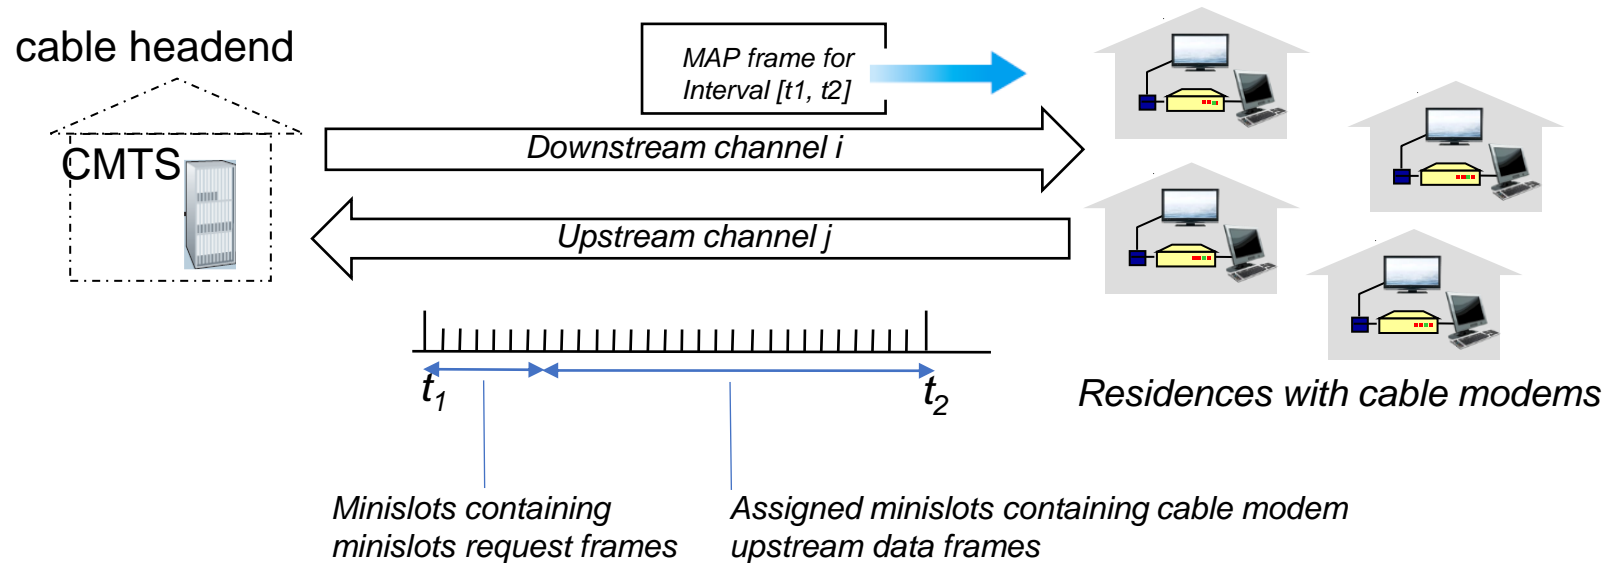 cable headend
CMTS
MAP frame for
Interval [t1, t2]
Downstream channel i
Upstream channel j
t1
t2
Residences with cable modems
Minislots containing
minislots request frames
Assigned minislots containing cable modem
upstream data frames